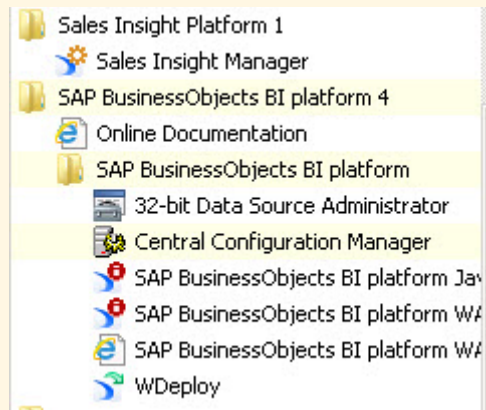 Sales Insight Platform 1
Sales Insight Manager
SAP BusinessObjects BI platform 4
Online Documentation
SAP BusinessObjects BI platform
32-bit Data Source Administrator
Central Configuration Manager
SAP BusinessObjects BI platform Jav
SAP BusinessObjects BI platform WA
SAP BusinessObjects BI platform WA
WDeploy